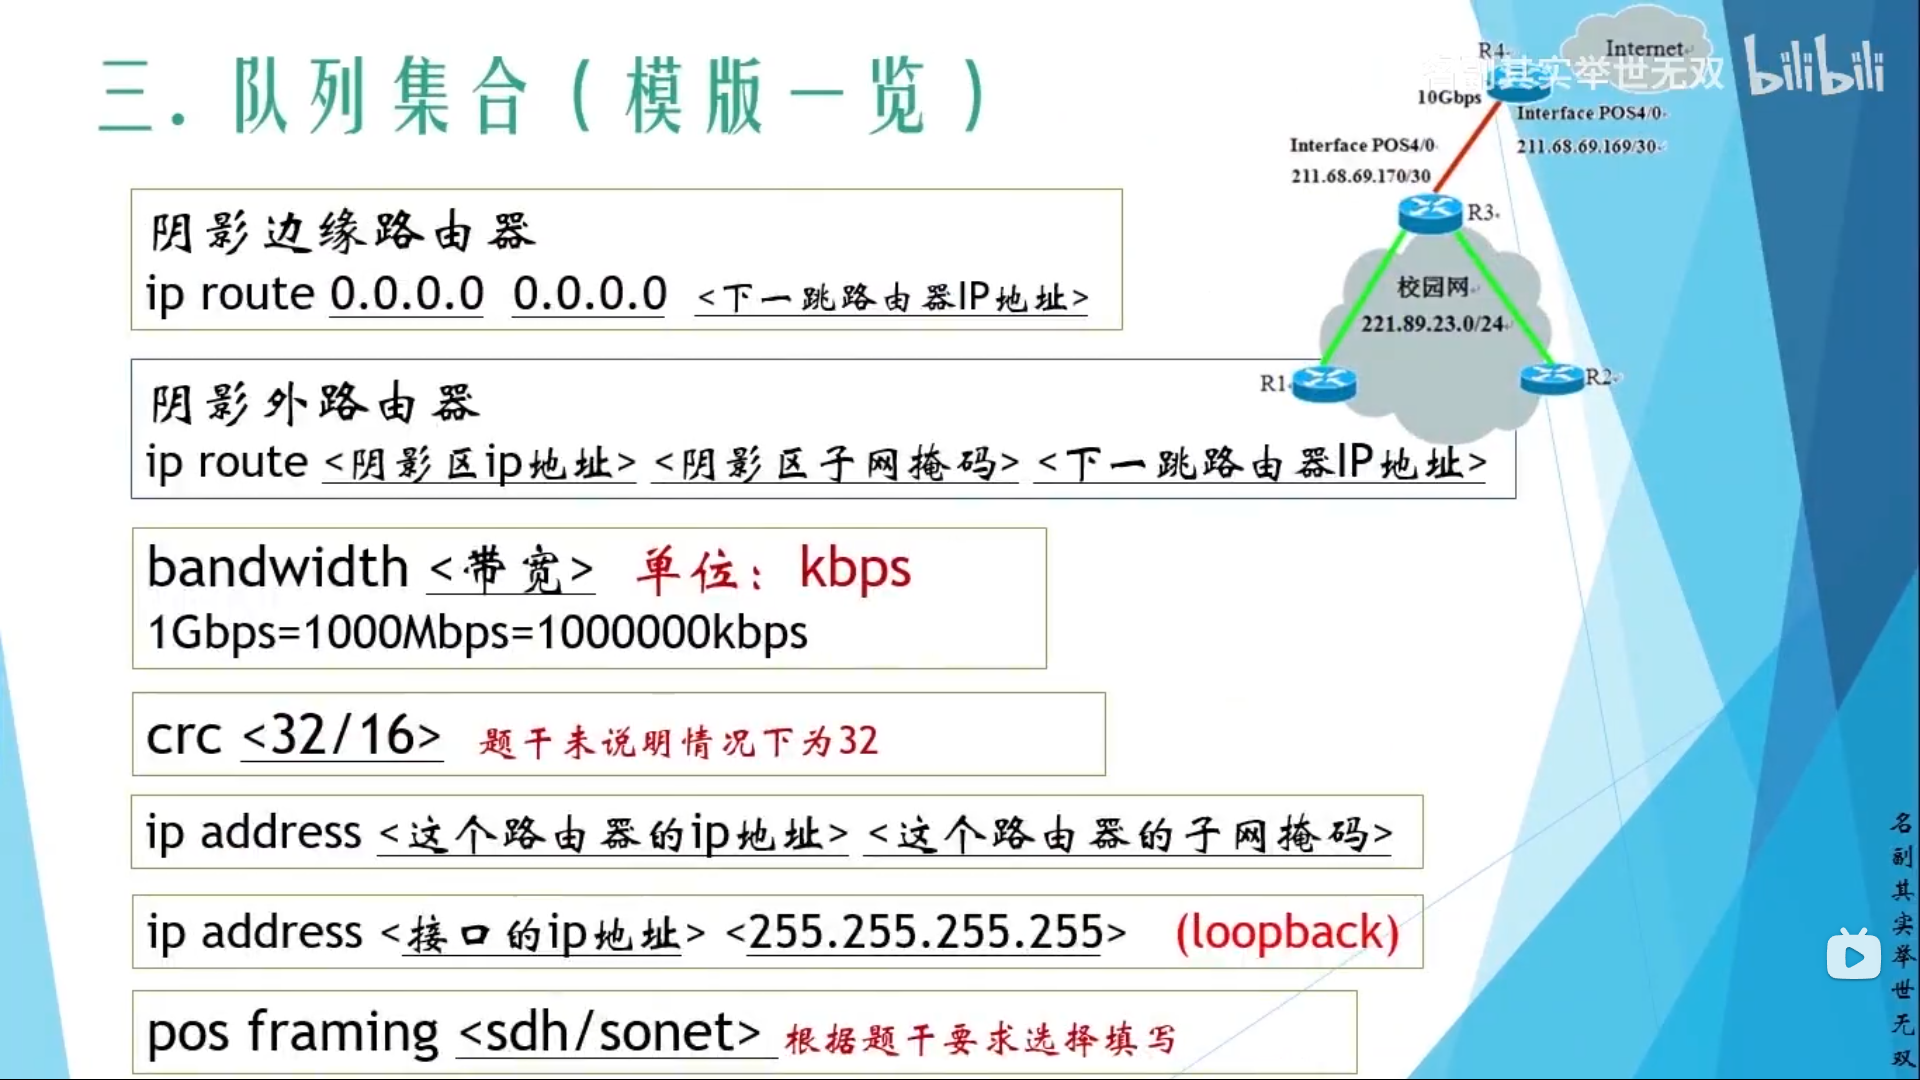 三. 队列集合（模版一览）
阴影边缘路由器
ip route 0.0.0.0 0.0.0.0 <下一跳路由器IP地址>
阴影外路由器
ip route <阴影区ip地址> <阴影区子网掩码> <下一跳路由器IP地址>
bandwidth <带宽> 单位：kbps
1Gbps=1000Mbps=1000000kbps
crc <32/16> 题干未说明情况下为32
ip address <这个路由器的ip地址> <这个路由器的子网掩码>
ip address <接口的ip地址> <255.255.255.255> (loopback)
pos framing <sdh/sonet> 根据题干要求选择填写
R4
Internet
名副其实举世无双
bilibili
10Gbps
Interface POS4/0
211.68.69.169/30
Interface POS4/0
211.68.69.170/30
R3
校园网
221.89.23.0/24
R1
R2
名副其实举世无双